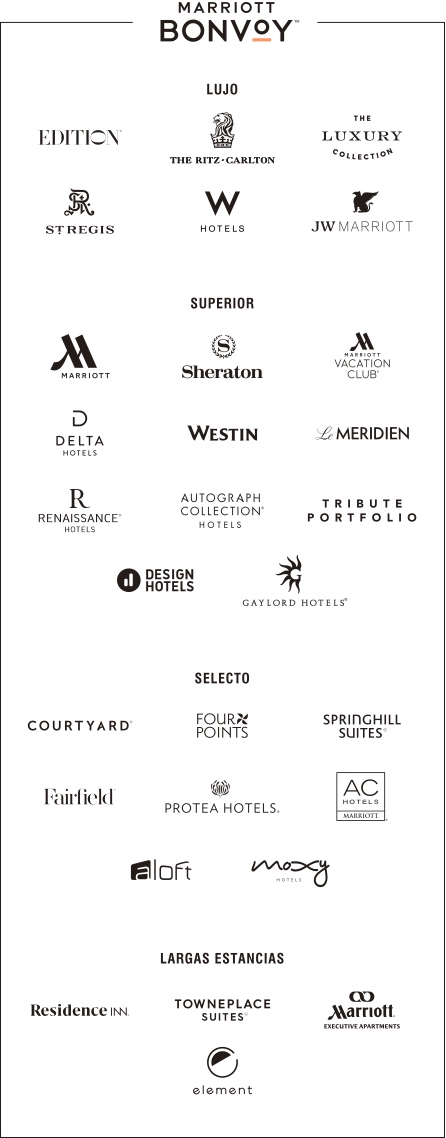 MARRIOTT
BONVOY™
LUJO
EDITION
THE RITZ-CARLTON
THE
LUXURY
COLLECTION
ST REGIS
W
HOTELS
JW MARRIOTT
SUPERIOR
MARRIOTT
S
Sheraton
MARRIOTT
VACATION
CLUB®
D
DELTA
HOTELS
WESTIN
Le MERIDIEN
R
RENAISSANCE®
HOTELS
AUTOGRAPH
COLLECTION®
HOTELS
TRIBUTE
PORTFOLIO
DESIGN
HOTELS
G
GAYLORD HOTELS®
SELECTO
COURTYARD®
FOUR
POINTS
SPRINGHILL
SUITES®
Fairfield
PROTEA HOTELS.
AC
HOTELS
MARRIOTT
aloft
moxy
HOTELS
LARGAS ESTANCIAS
Residence INN.
TOWNEPLACE
SUITES®
Marriott
EXECUTIVE APARTMENTS
element